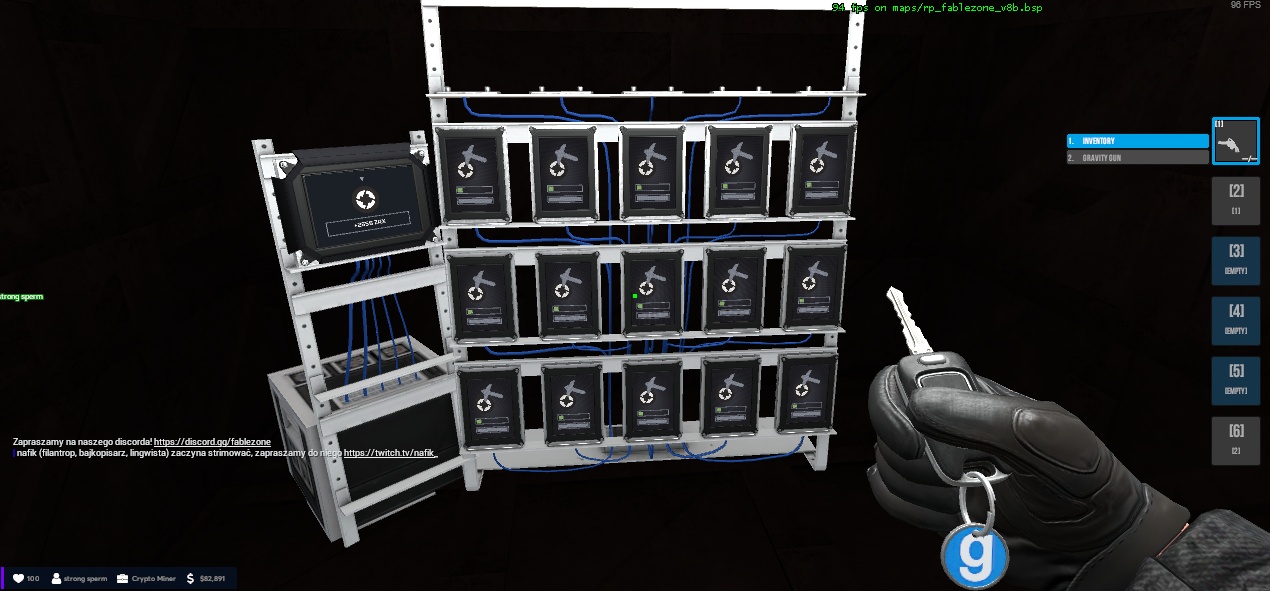 94 fps on maps/rp_fablezone_v8b.bsp
96 FPS
[1]
1. INVENTORY
2. GRAVITY GUN
-/-
[2]
[1]
[3]
[EMPTY]
[4]
[EMPTY]
[5]
[EMPTY]
[6]
[2]
strong sperm
Zapraszamy na naszego discorda! https://discord.gg/fablezone
nafik (filantrop, bajkopisarz, lingwista) zaczyna strimować, zapraszamy do niego https://twitch.tv/nafik_
100 strong sperm Crypto Miner $ $82,891
g